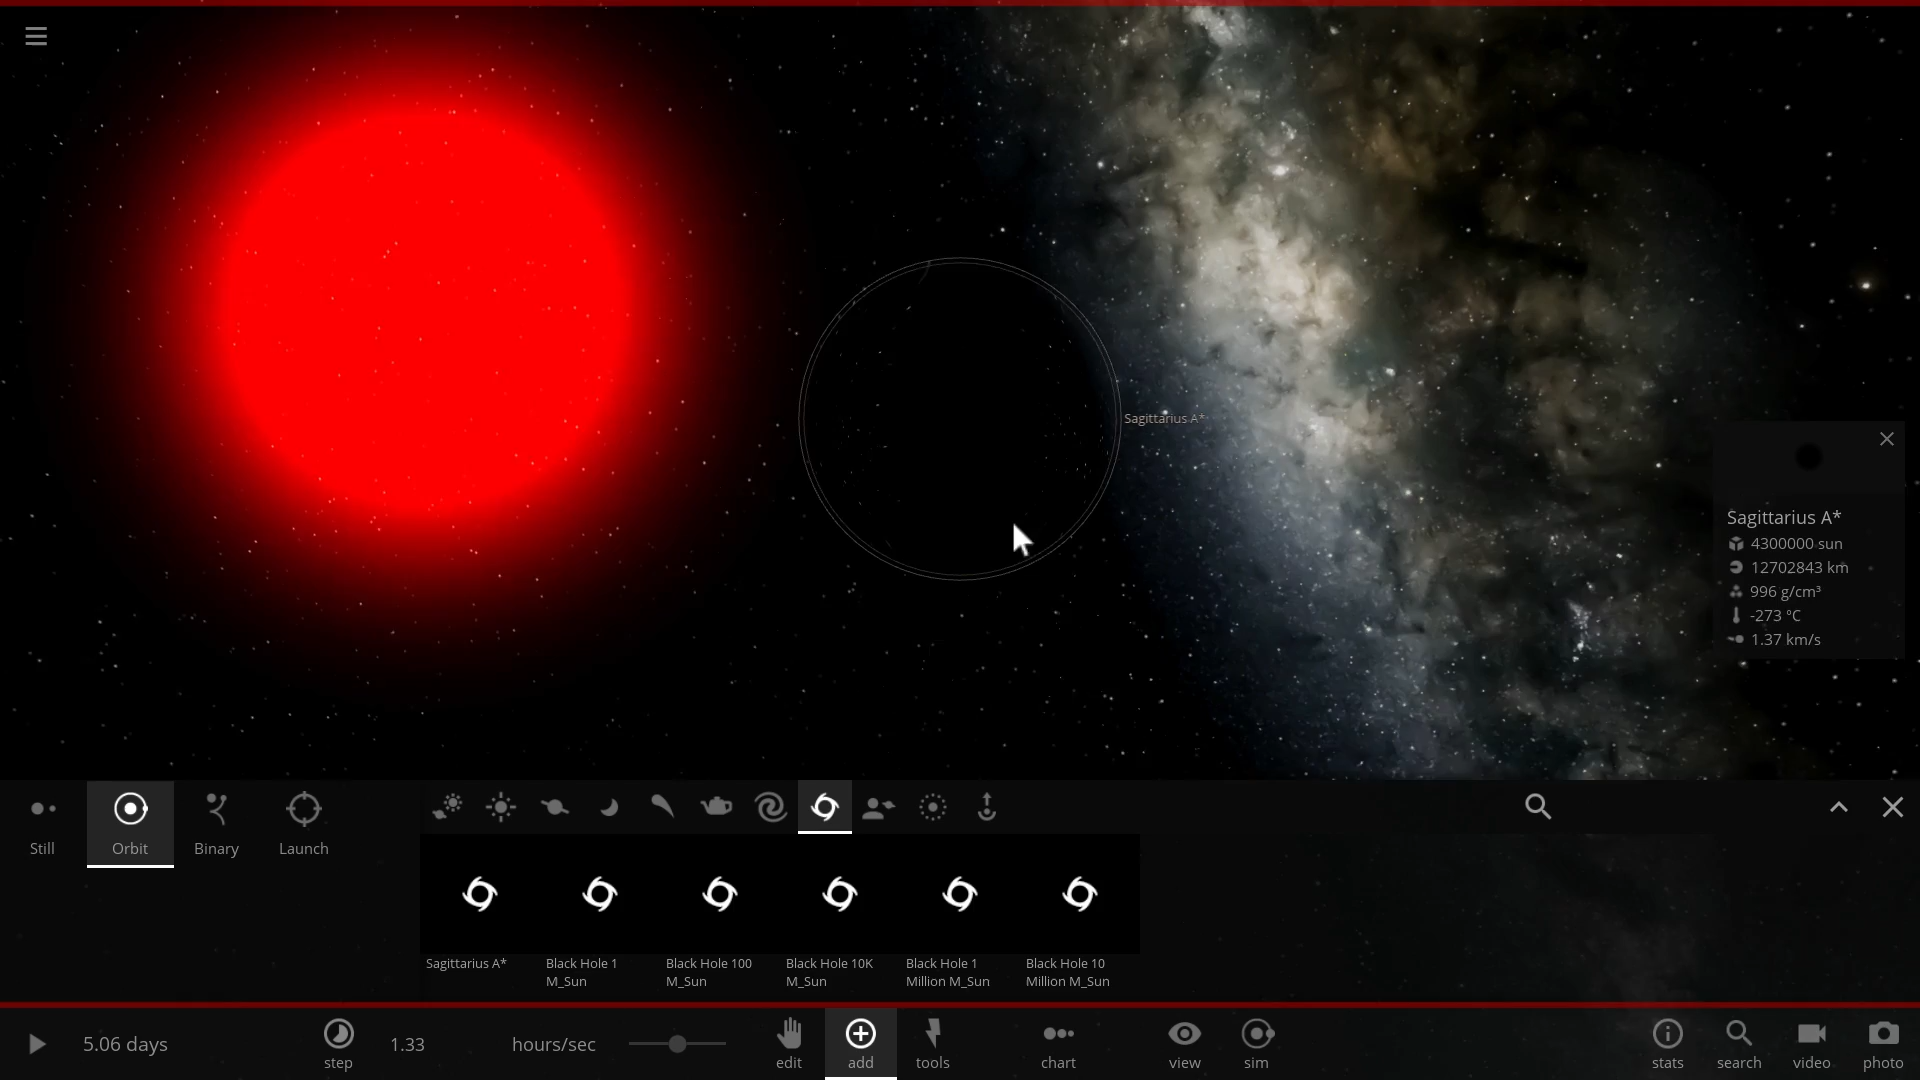 Sagittarius A*
Sagittarius A*
4300000 sun
12702843 km
996 g/cm³
-273 °C
1.37 km/s
Still
Orbit
Binary
Launch
Sagittarius A*
Black Hole 1
M_Sun
Black Hole 100
M_Sun
Black Hole 10K
M_Sun
Black Hole 1
Million M_Sun
Black Hole 10
Million M_Sun
5.06 days
step
1.33
hours/sec
edit
add
tools
chart
view
sim
stats
search
video
photo